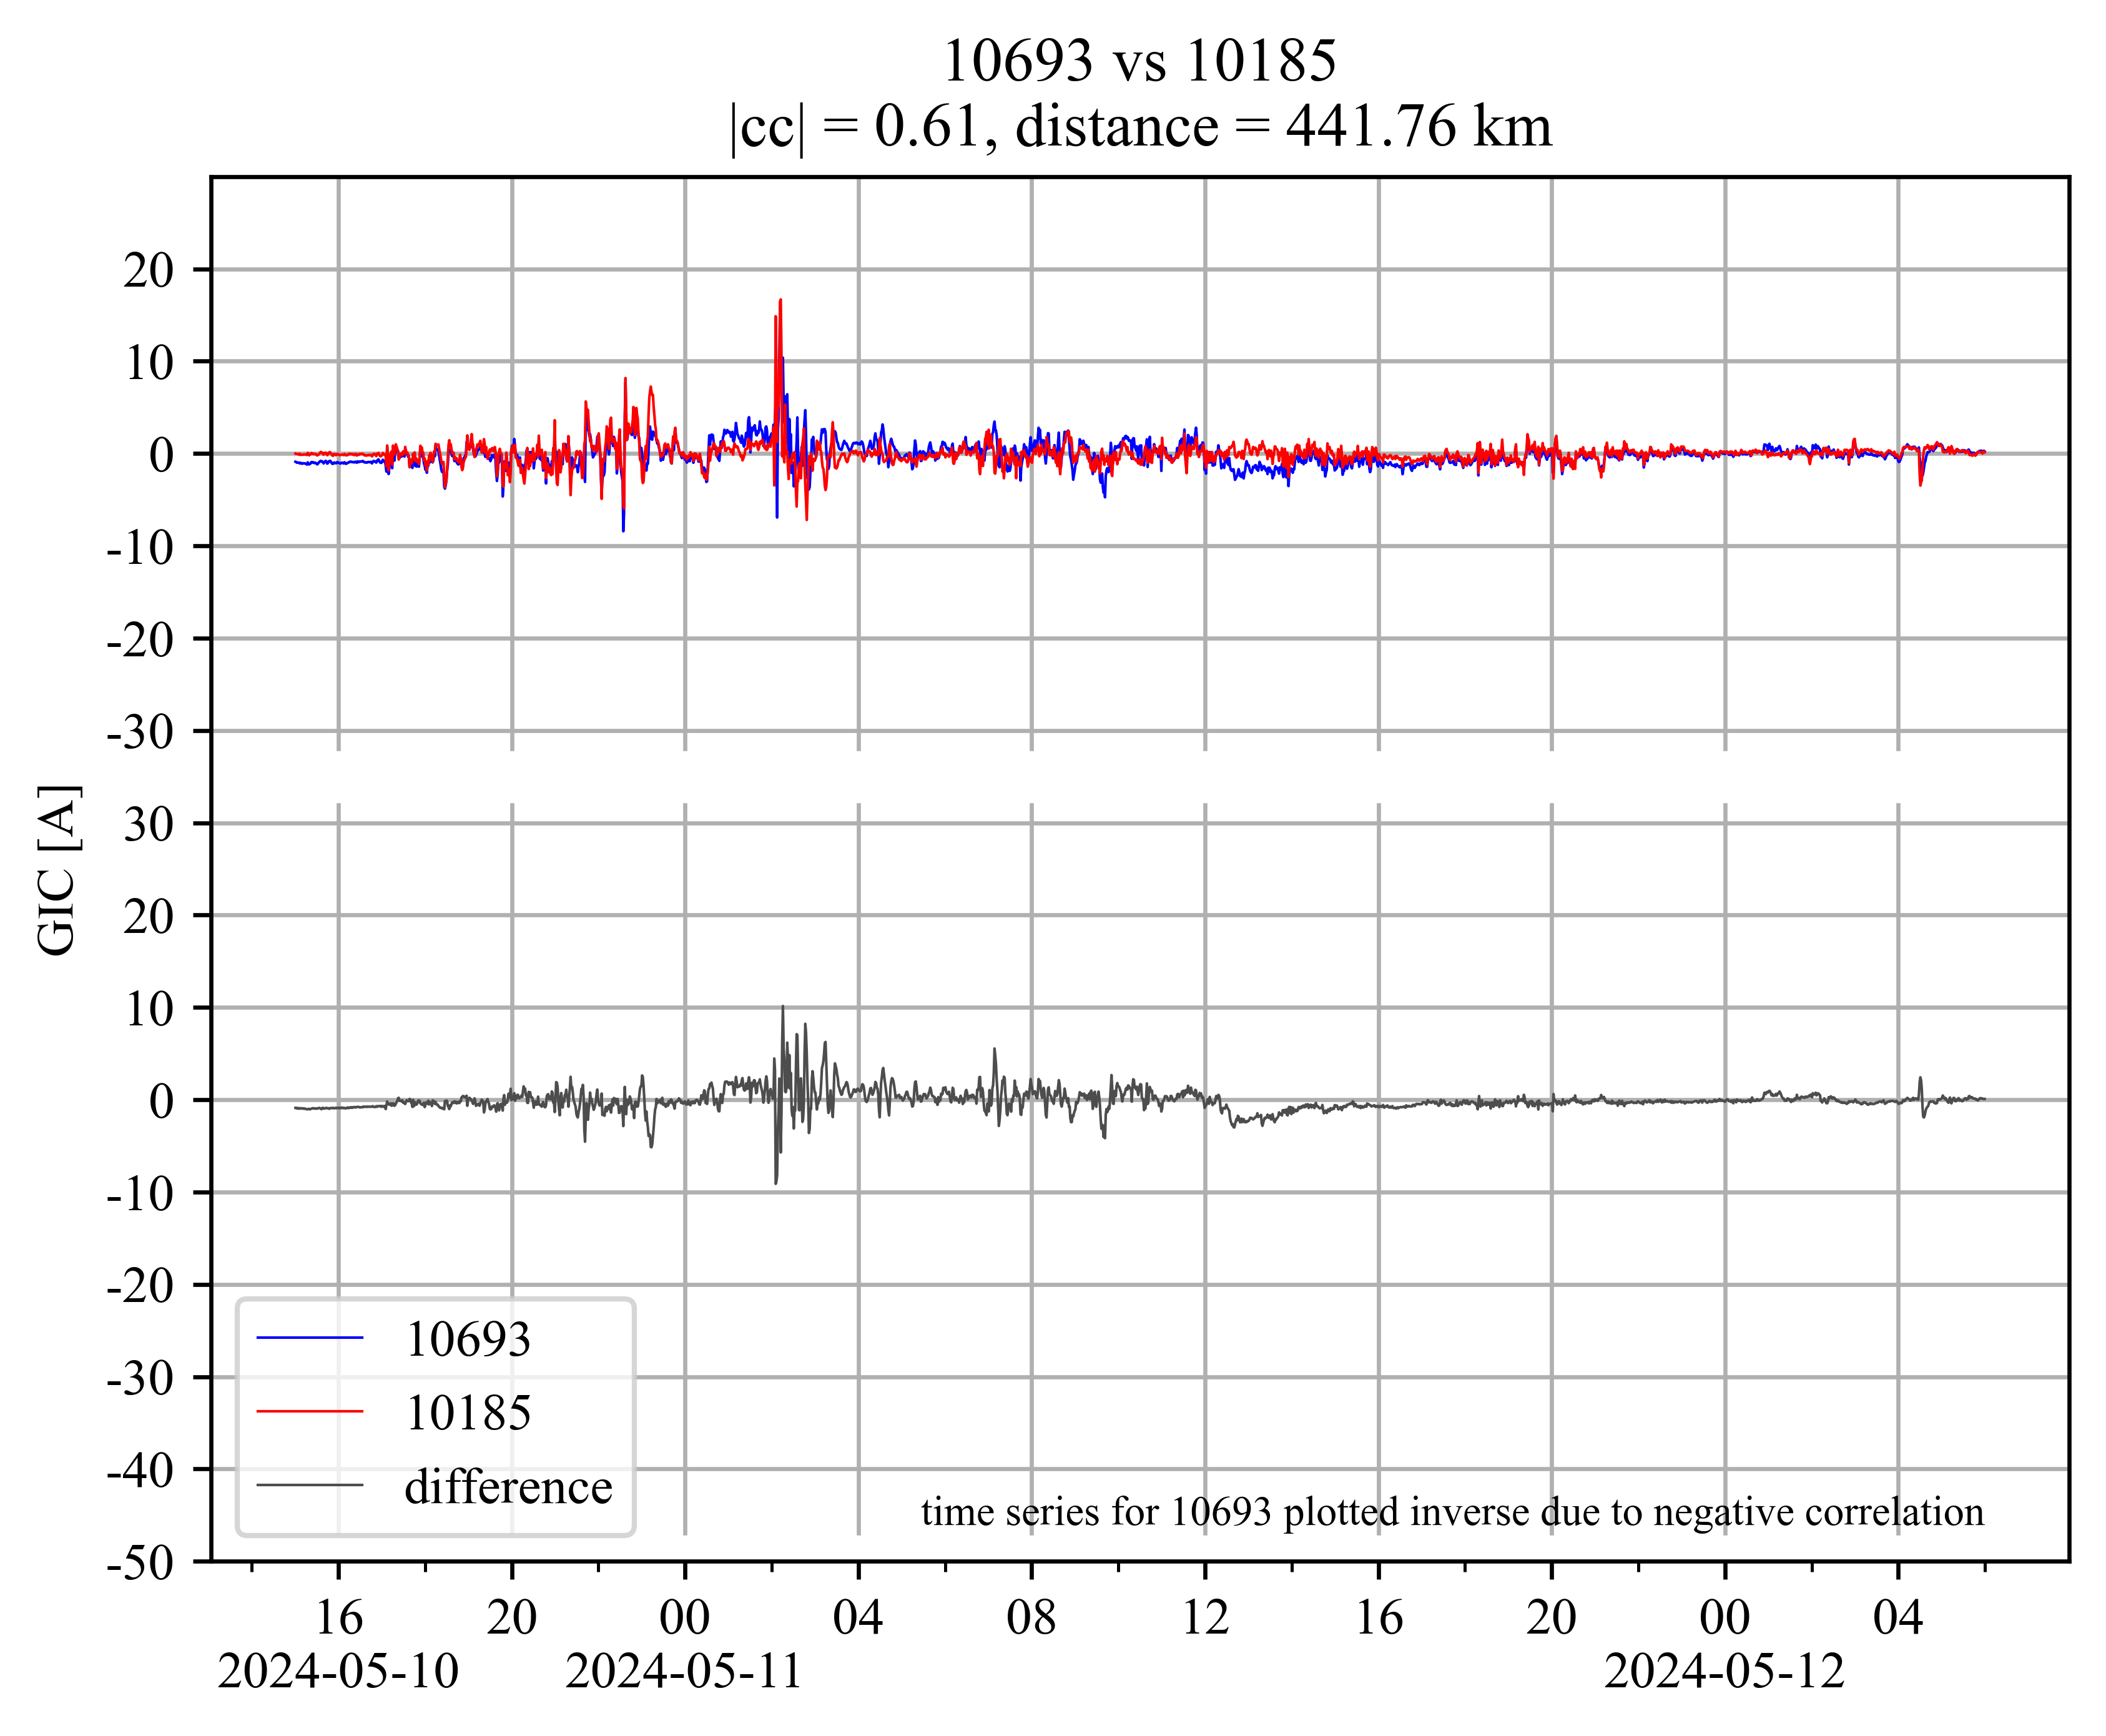 10693 vs 10185
|cc| = 0.61, distance = 441.76 km
20
10
0
-10
-20
-30
30
20
10
0
-10
-20
-30
-40
-50
GIC [A]
10693
10185
difference
time series for 10693 plotted inverse due to negative correlation
16 20 00 04 08 12 16 20 00 04
2024-05-10 2024-05-11 2024-05-12